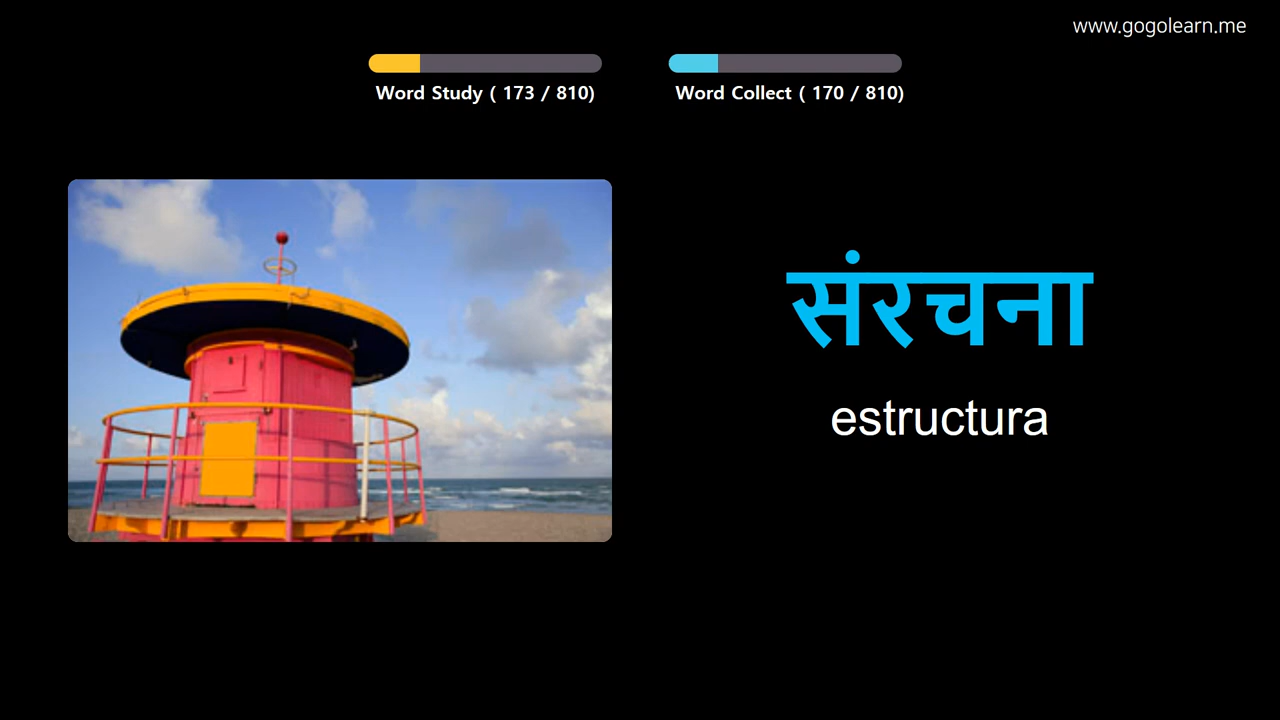 www.gogolearn.me
Word Study ( 173 / 810)
Word Collect ( 170 / 810)
संरचना
estructura